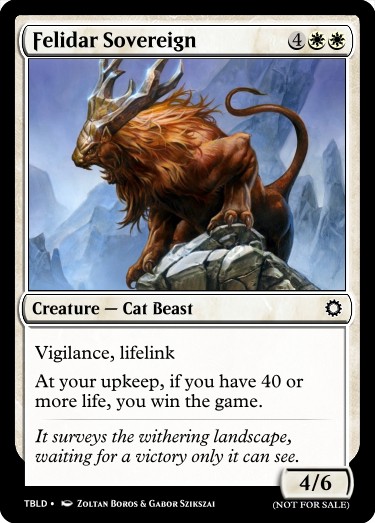 Felidar Sovereign 4
Creature — Cat Beast
Vigilance, lifelink
At your upkeep, if you have 40 or
more life, you win the game.
It surveys the withering landscape,
waiting for a victory only it can see.
4/6
TBLD • Zoltan Boros & Gabor Szikszai
(NOT FOR SALE)